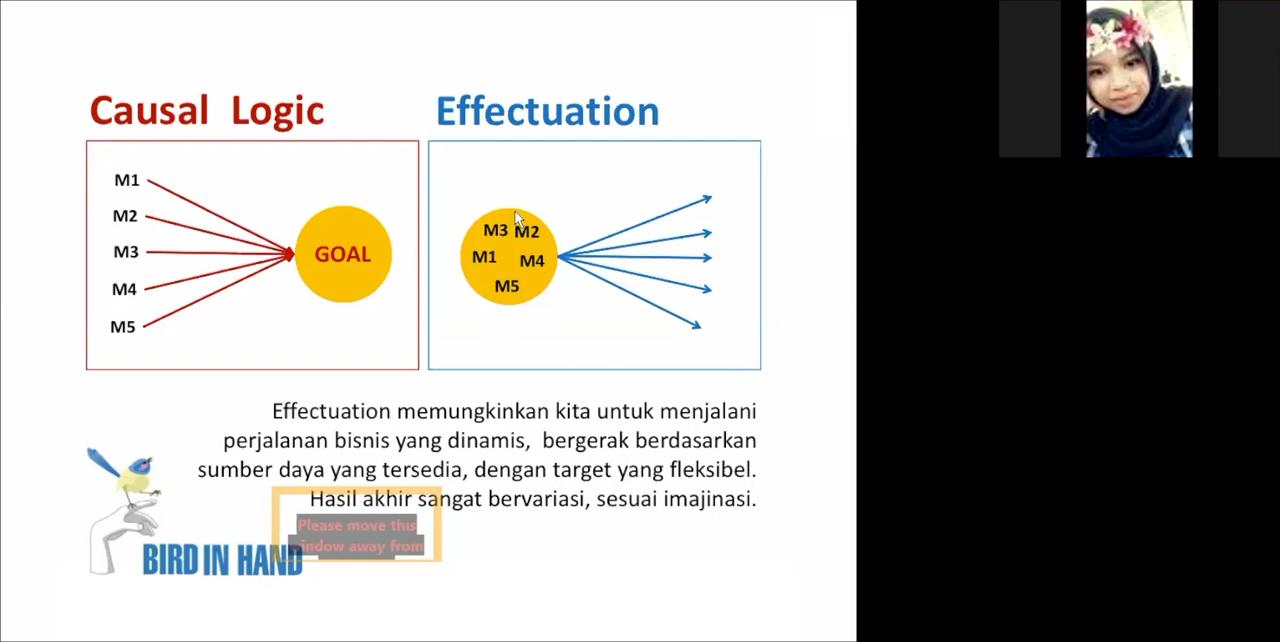 Causal Logic
Effectuation
M1
M2
M3
M4
M5
GOAL
M3 M2
M1 M4
M5
Effectuation memungkinkan kita untuk menjalani
perjalanan bisnis yang dinamis, bergerak berdasarkan
sumber daya yang tersedia, dengan target yang fleksibel.
Hasil akhir sangat bervariasi, sesuai imajinasi.
Please move this
window away from
BIRD IN HAND